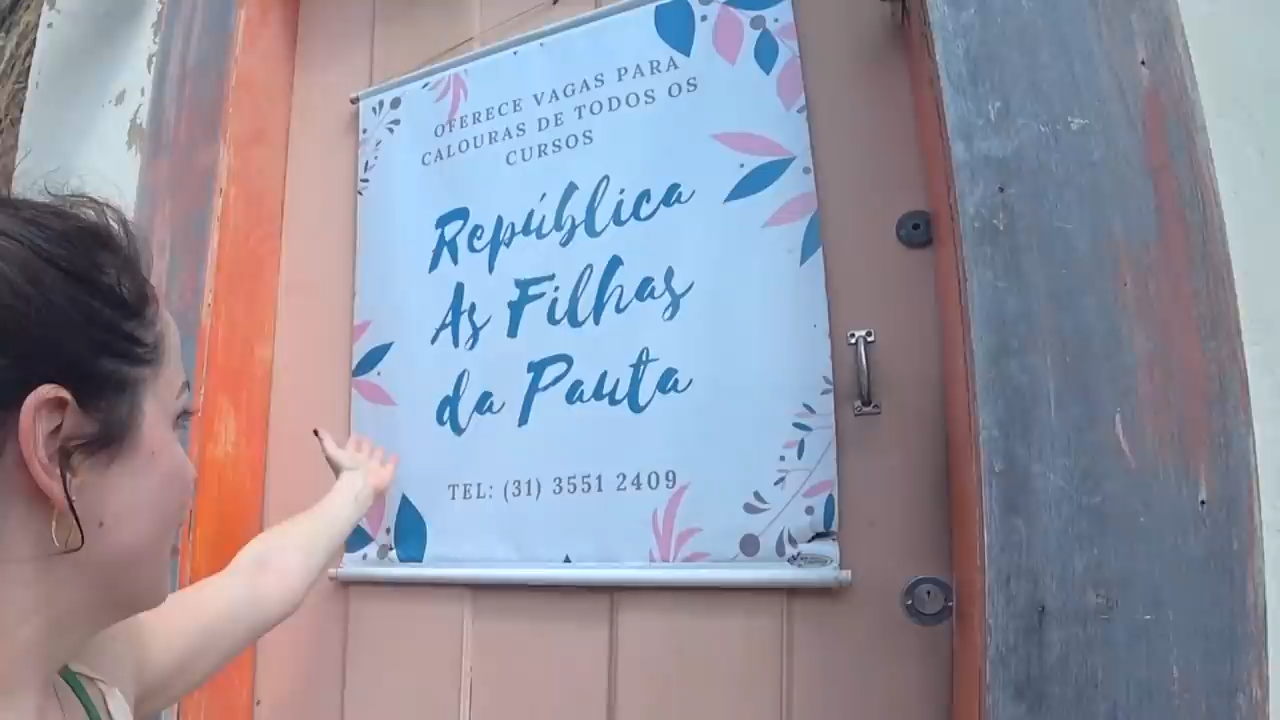 OFERECE VAGAS PARA
CALOURAS DE TODOS OS
CURSOS
República
As Filhas
da Pauta
TEL: (31) 3551 2409